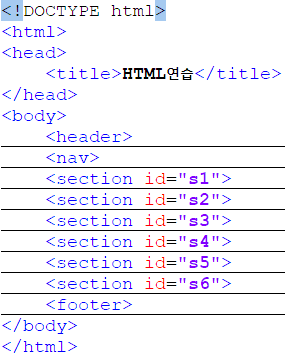 <!DOCTYPE html>
<html>
<head>
    <title>HTML연습</title>
</head>
<body>
    <header>
    <nav>
    <section id="s1">
    <section id="s2">
    <section id="s3">
    <section id="s4">
    <section id="s5">
    <section id="s6">
    <footer>
</body>
</html>